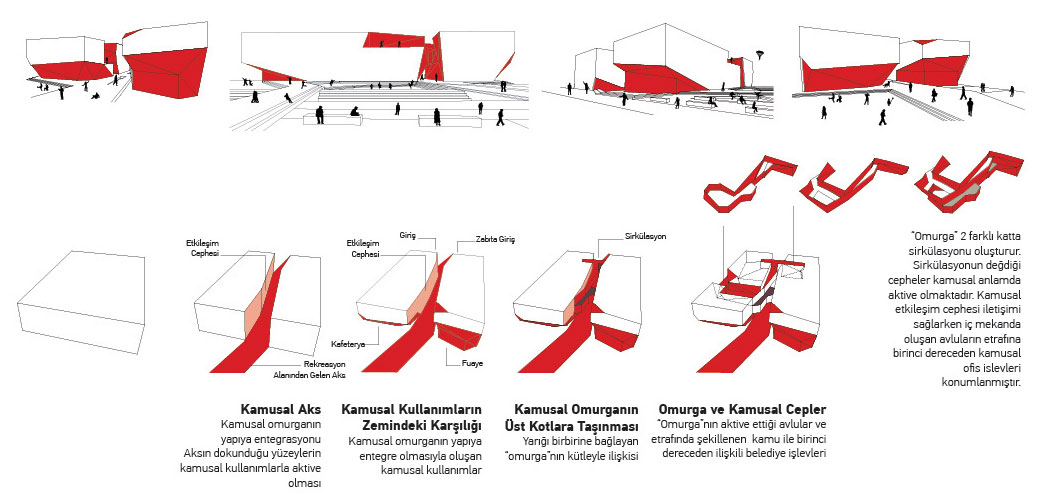 "Omurga" 2 farklı katta
sirkülasyonu oluşturur.
Sirkülasyonun değdiği
cepheler kamusal anlamda
aktive olmaktadır. Kamusal
etkileşim cephesi iletişimi
sağlarken iç mekanda
oluşan avluların etrafına
birinci dereceden kamusal
ofis islevleri
konumlanmıştır.
Etkileşim
Cephesi
Rekreasyon
Alanından Gelen Aks
Etkileşim
Cephesi
Giriş
Zabıta Giriş
Kafeterya
Fuaye
Sirkülasyon
Kamusal Aks
Kamusal omurganın
yapıya entegrasyonu
Aksın dokunduğu yüzeylerin
kamusal kullanımlarla aktive
olması
Kamusal Kullanımların
Zemindeki Karşılığı
Kamusal omurganın yapıya
entegre olmasıyla oluşan
kamusal kullanımlar
Kamusal Omurganın
Üst Kotlara Taşınması
Yarığı birbirine bağlayan
"omurga"nın kütleyle ilişkisi
Omurga ve Kamusal Cepler
"Omurga"nın aktive ettiği avlular ve
etrafında şekillenen kamu ile birinci
dereceden ilişkili belediye işlevleri